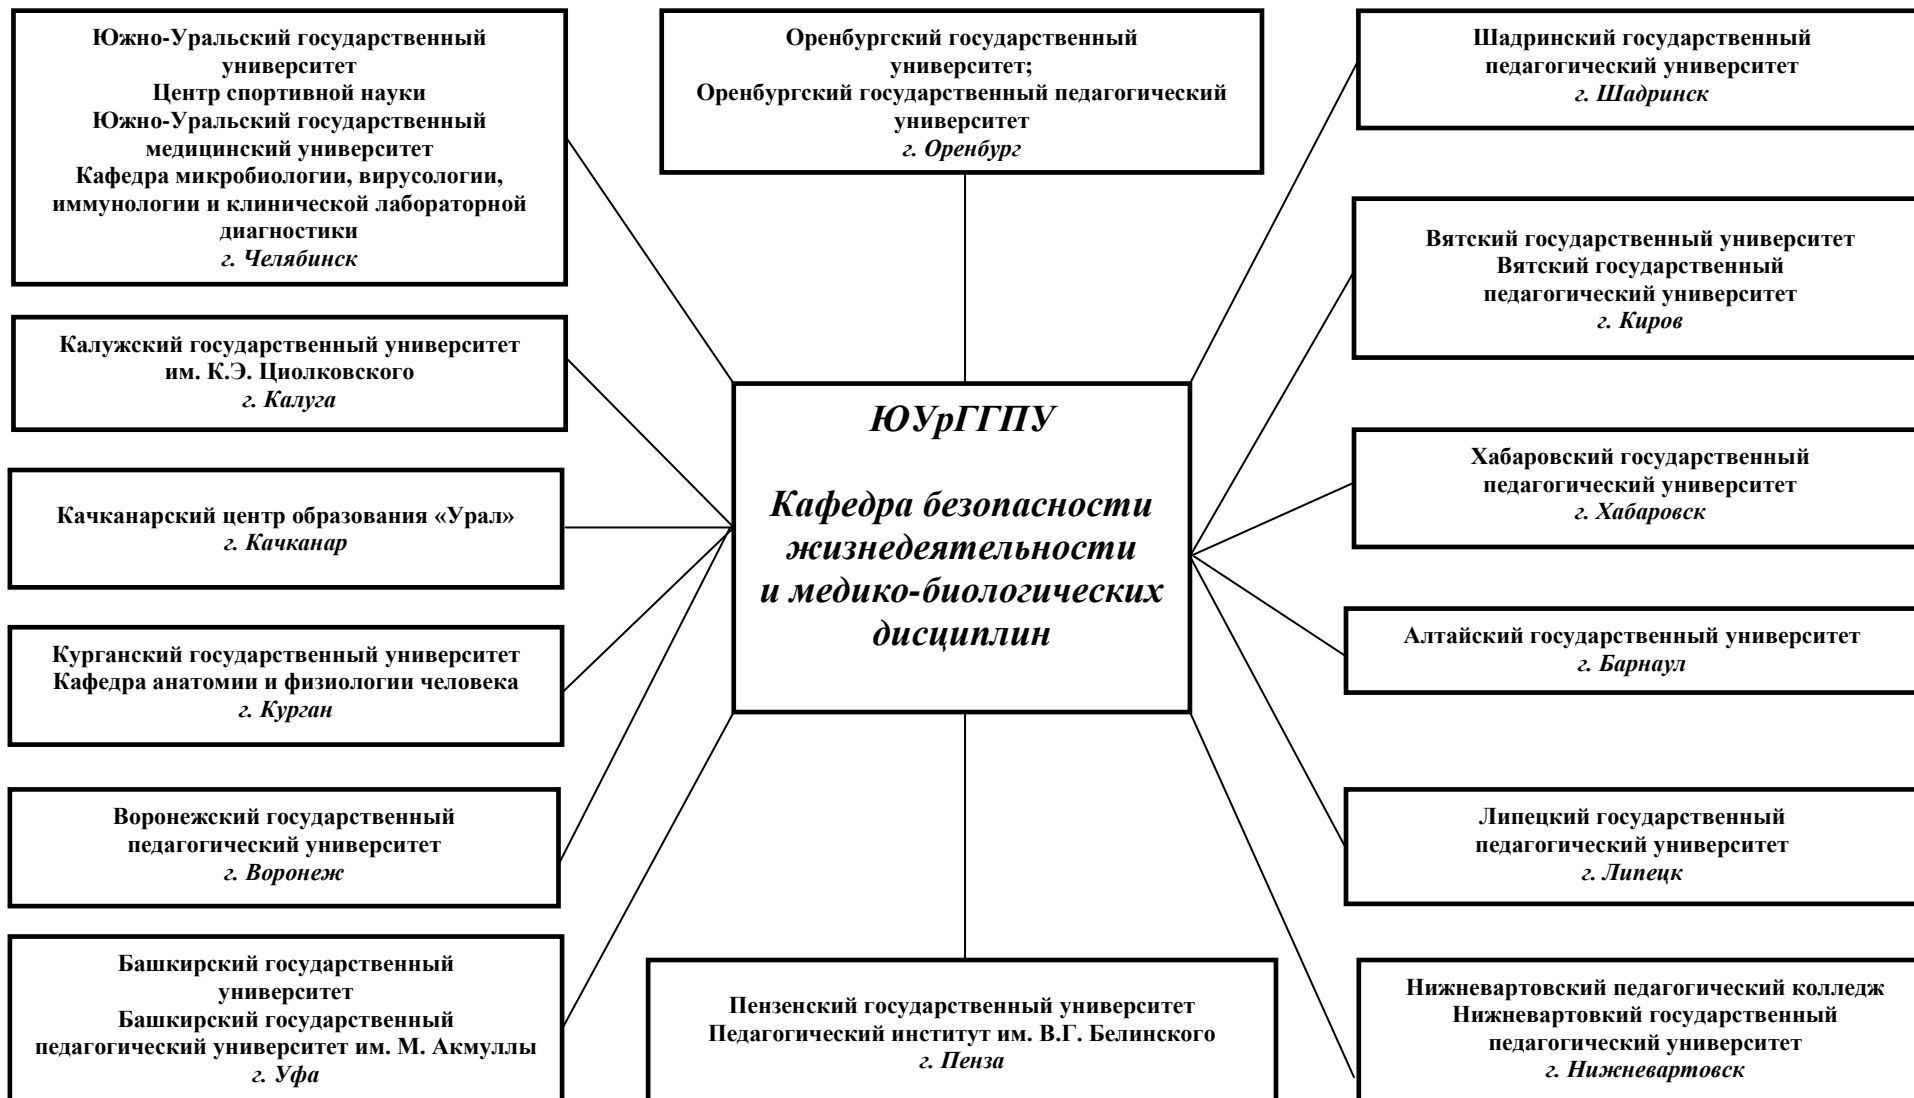 Южно-Уральский государственный
университет
Центр спортивной науки
Южно-Уральский государственный
медицинский университет
Кафедра микробиологии, вирусологии,
иммунологии и клинической лабораторной
диагностики
г. Челябинск
Оренбургский государственный
университет;
Оренбургский государственный педагогический
университет
г. Оренбург
Шадринский государственный
педагогический университет
г. Шадринск
Калужский государственный университет
им. К.Э. Циолковского
г. Калуга
Качканарский центр образования «Урал»
г. Качканар
Курганский государственный университет
Кафедра анатомии и физиологии человека
г. Курган
Воронежский государственный
педагогический университет
г. Воронеж
Башкирский государственный
университет
Башкирский государственный
педагогический университет им. М. Акмуллы
г. Уфа
ЮУрГГПУ
Кафедра безопасности
жизнедеятельности
и медико-биологических
дисциплин
Пензенский государственный университет
Педагогический институт им. В.Г. Белинского
г. Пенза
Вятский государственный университет
Вятский государственный
педагогический университет
г. Киров
Хабаровский государственный
педагогический университет
г. Хабаровск
Алтайский государственный университет
г. Барнаул
Липецкий государственный
педагогический университет
г. Липецк
Нижневартовский педагогический колледж
Нижневартовкий государственный
педагогический университет
г. Нижневартовск